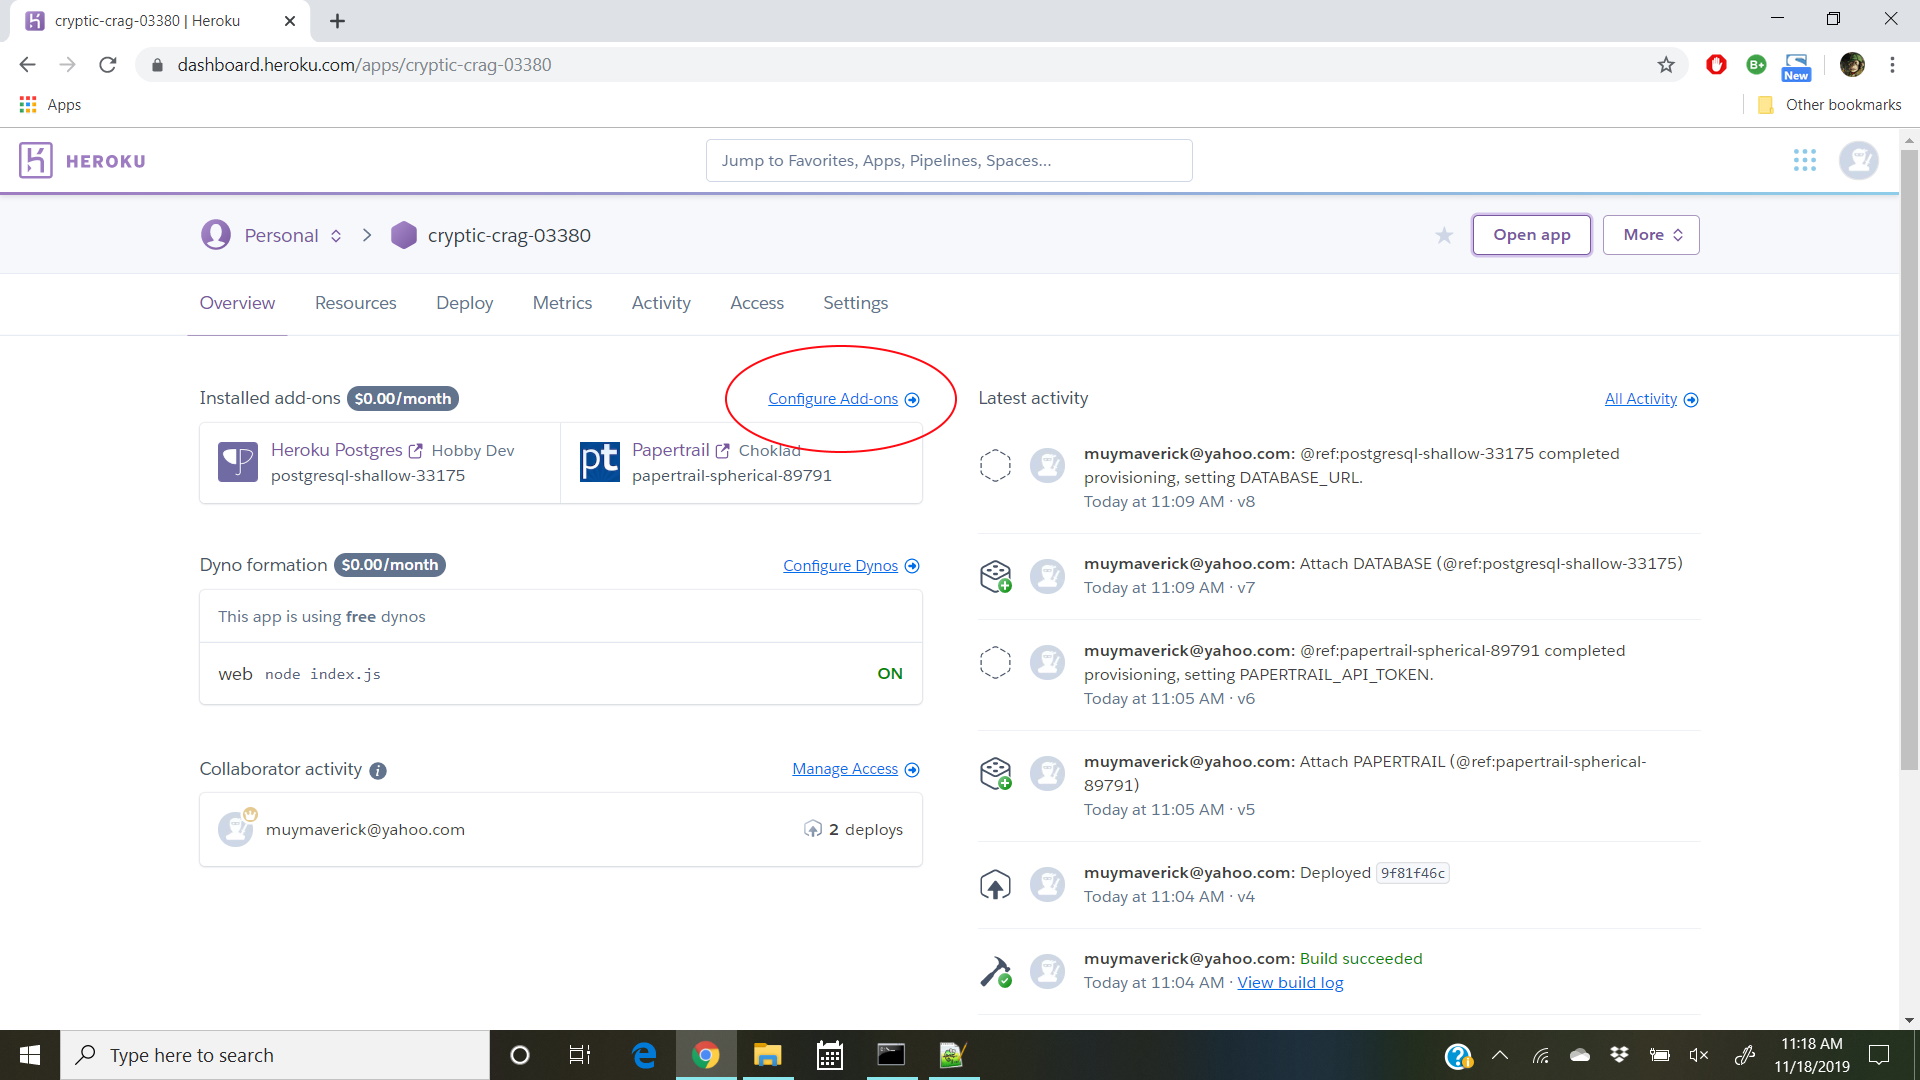 cryptic-crag-03380 | Heroku
dashboard.heroku.com/apps/cryptic-crag-03380
B+
New
Apps
Other bookmarks
HEROKU
Jump to Favorites, Apps, Pipelines, Spaces...
Personal
cryptic-crag-03380
Open app
More
Overview
Resources
Deploy
Metrics
Activity
Access
Settings
Installed add-ons $0.00/month
Configure Add-ons
Heroku Postgres Hobby Dev
postgresql-shallow-33175
pt
Papertrail Choklad
papertrail-spherical-89791
Dyno formation $0.00/month
Configure Dynos
This app is using free dynos
web node index.js
ON
Collaborator activity
Manage Access
muymaverick@yahoo.com
2 deploys
Latest activity
All Activity
muymaverick@yahoo.com: @ref:postgresql-shallow-33175 completed
provisioning, setting DATABASE_URL.
Today at 11:09 AM · v8
muymaverick@yahoo.com: Attach DATABASE (@ref:postgresql-shallow-33175)
Today at 11:09 AM · v7
muymaverick@yahoo.com: @ref:papertrail-spherical-89791 completed
provisioning, setting PAPERTRAIL_API_TOKEN.
Today at 11:05 AM · v6
muymaverick@yahoo.com: Attach PAPERTRAIL (@ref:papertrail-spherical-
89791)
Today at 11:05 AM · v5
muymaverick@yahoo.com: Deployed 9f81f46c
Today at 11:04 AM · v4
muymaverick@yahoo.com: Build succeeded
Today at 11:04 AM · View build log
Type here to search
11:18 AM
11/18/2019